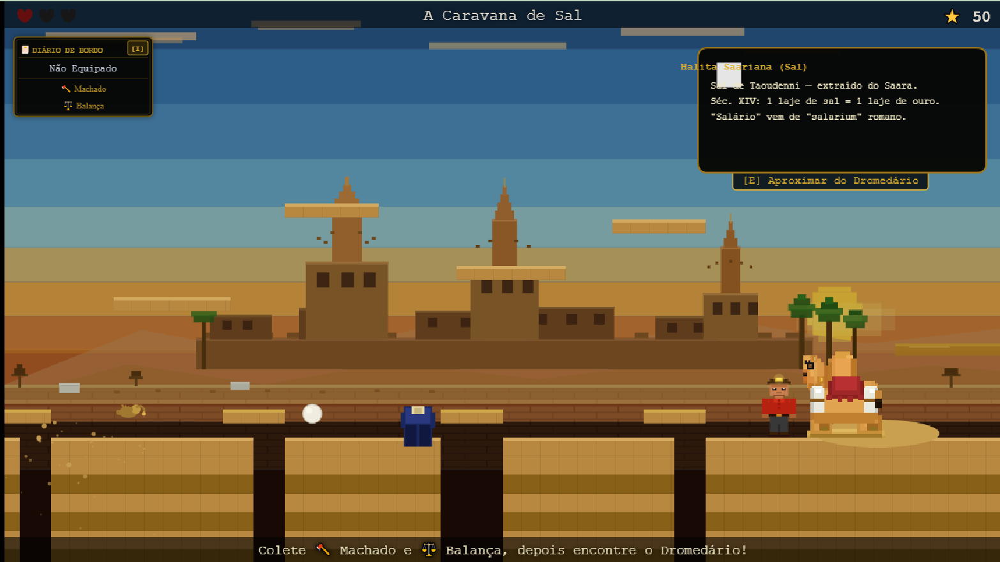 A Caravana de Sal
50
DIÁRIO DE BORDO [I]
Não Equipado
Machado
Balança
Halita Saariana (Sal)
Sal de Taoudenni — extraído do Saara.
Séc. XIV: 1 laje de sal = 1 laje de ouro.
"Salário" vem de "salarium" romano.
[E] Aproximar do Dromedário
Colete Machado e Balança, depois encontre o Dromedário!